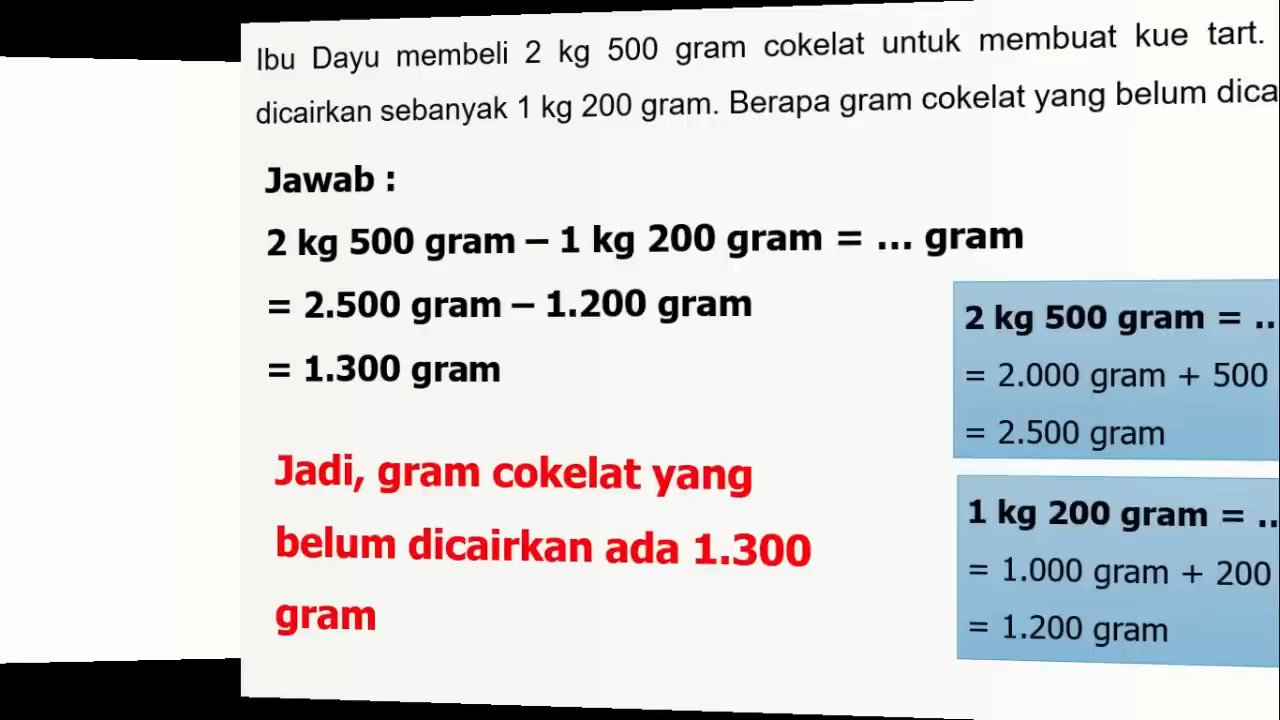 Ibu Dayu membeli 2 kg 500 gram cokelat untuk membuat kue tart.
dicairkan sebanyak 1 kg 200 gram. Berapa gram cokelat yang belum dica
Jawab :
2 kg 500 gram – 1 kg 200 gram = ... gram
= 2.500 gram – 1.200 gram
= 1.300 gram
2 kg 500 gram = ..
= 2.000 gram + 500
= 2.500 gram
1 kg 200 gram = ..
= 1.000 gram + 200
= 1.200 gram
Jadi, gram cokelat yang
belum dicairkan ada 1.300
gram